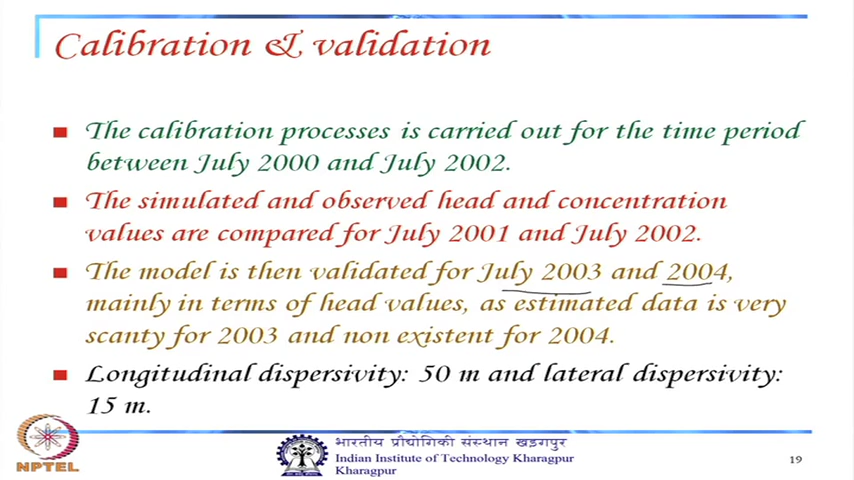 Calibration & validation
The calibration processes is carried out for the time period
between July 2000 and July 2002.
The simulated and observed head and concentration
values are compared for July 2001 and July 2002.
The model is then validated for July 2003 and 2004,
mainly in terms of head values, as estimated data is very
scanty for 2003 and non existent for 2004.
Longitudinal dispersivity: 50 m and lateral dispersivity:
15 m.
NPTEL
भारतीय प्रौद्योगिकी संस्थान खड़गपुर
Indian Institute of Technology Kharagpur
Kharagpur
19